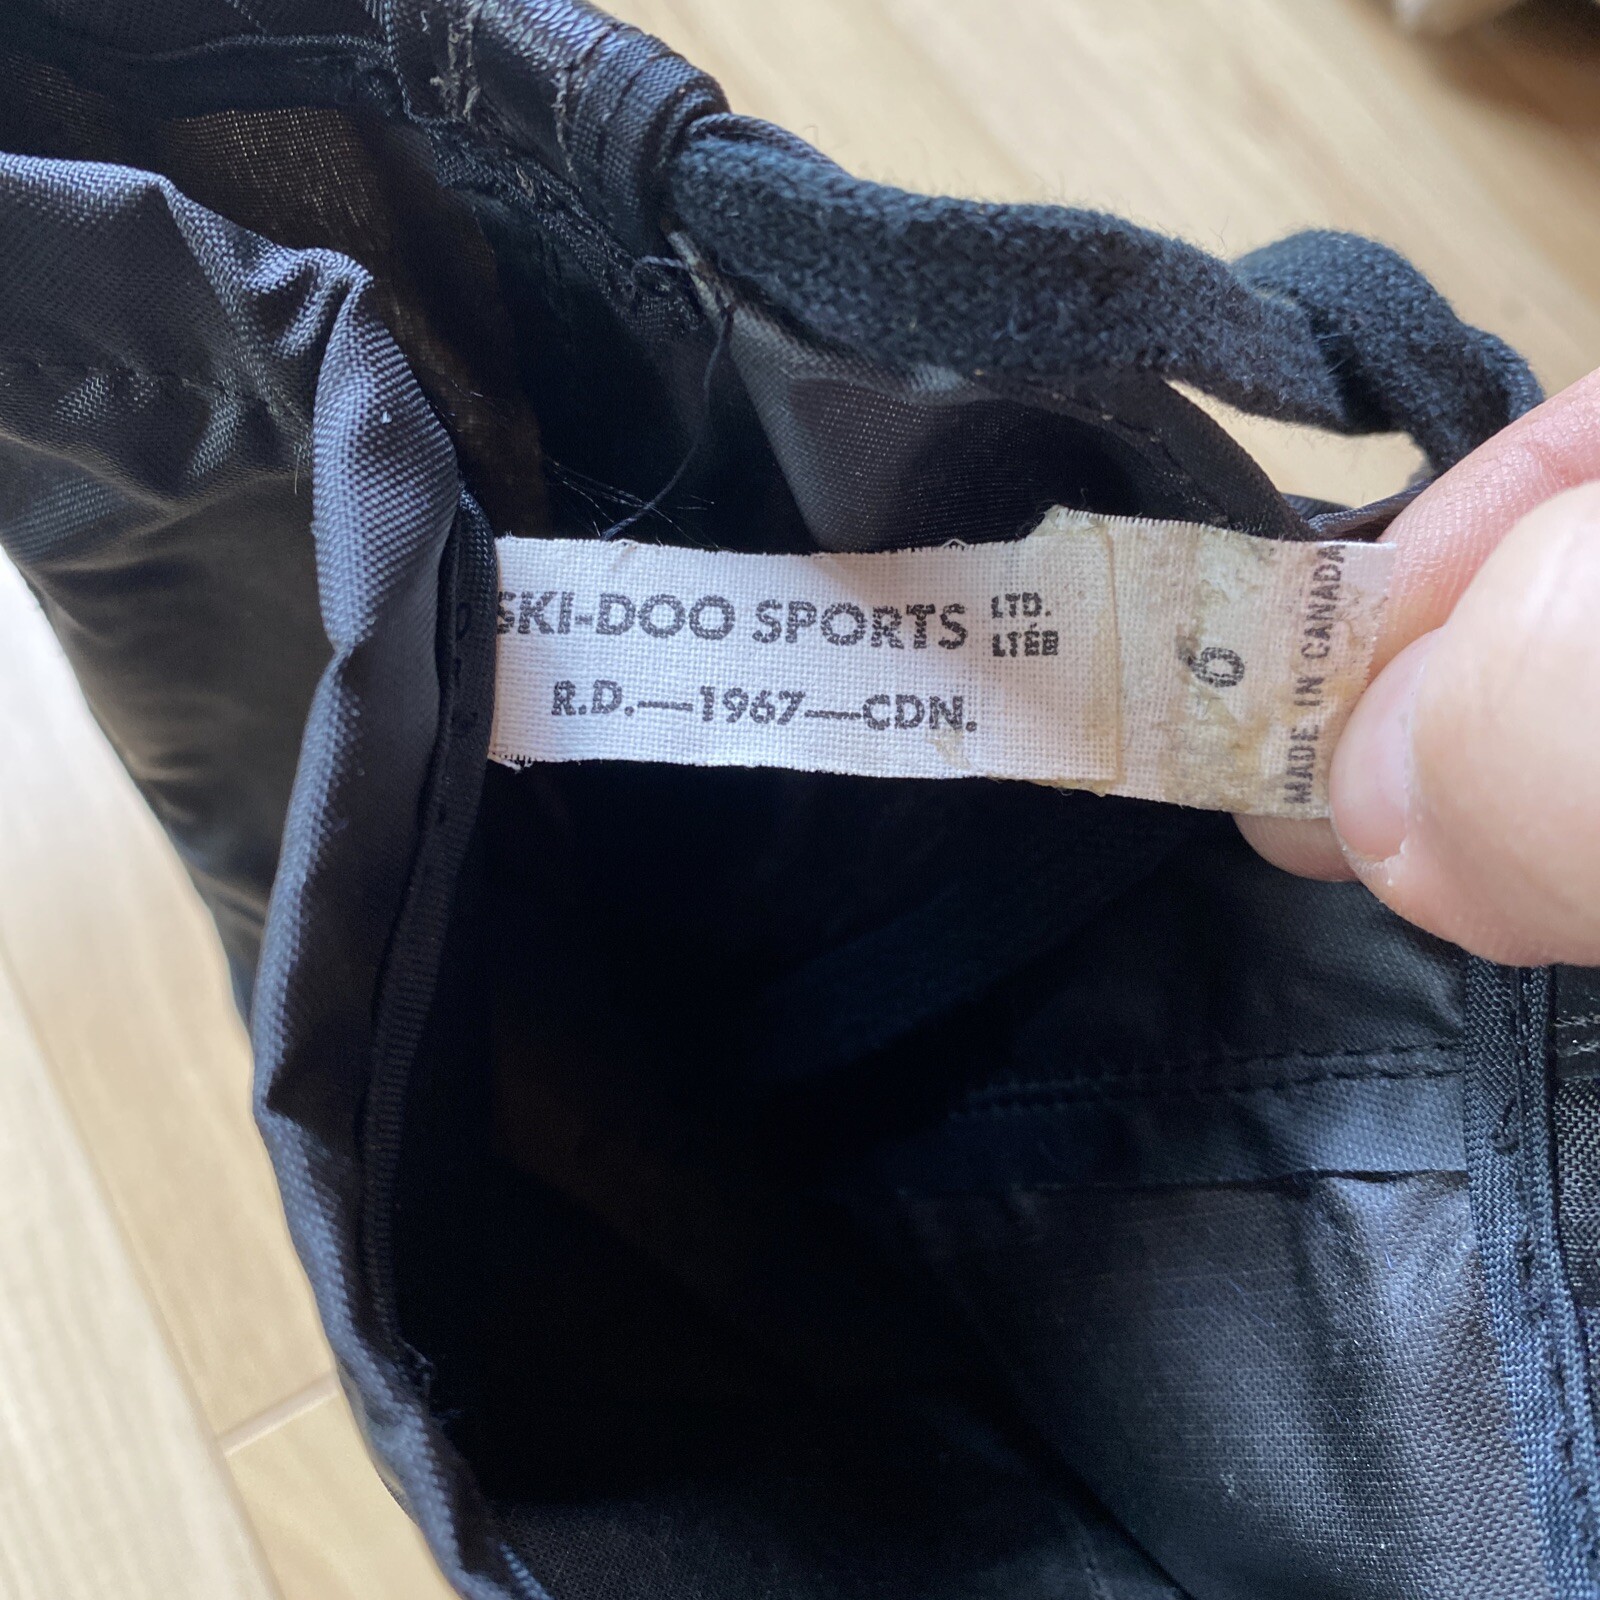 SKI-DOO SPORTS LTD.
LTÉE
R.D.—1967—CDN.
6
MADE IN CANADA